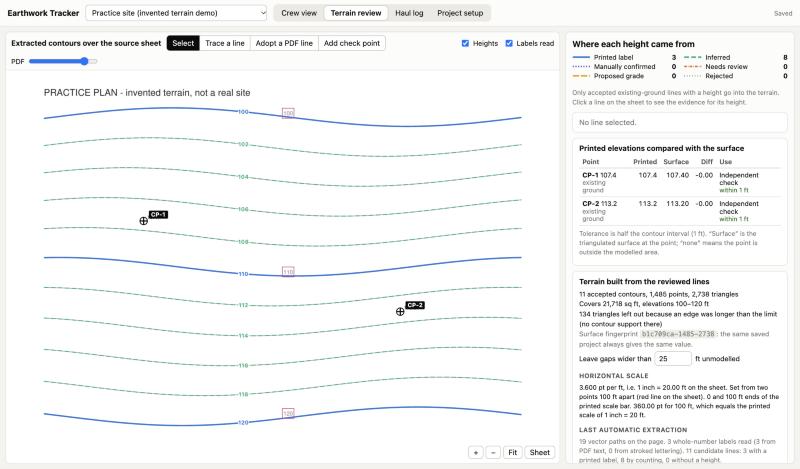 Earthwork Tracker
Practice site (invented terrain demo)
Crew view
Terrain review
Haul log
Project setup
Saved
Extracted contours over the source sheet
Select
Trace a line
Adopt a PDF line
Add check point
Heights
Labels read
PDF
PRACTICE PLAN - invented terrain, not a real site
100
100
102
104
106
CP-1
108
110
110
112
CP-2
114
116
118
120
120
+
−
Fit
Sheet
Where each height came from
Printed label 3
Inferred 8
Manually confirmed 0
Needs review 0
Proposed grade 0
Rejected 0
Only accepted existing-ground lines with a height go into the terrain.
Click a line on the sheet to see the evidence for its height.
No line selected.
Printed elevations compared with the surface
Point Printed Surface Diff Use
CP-1 107.4 existing ground 107.4 107.40 -0.00 Independent check within 1 ft
CP-2 113.2 existing ground 113.2 113.20 -0.00 Independent check within 1 ft
Tolerance is half the contour interval (1 ft). “Surface” is the
triangulated surface at the point; “none” means the point is
outside the modelled area.
Terrain built from the reviewed lines
11 accepted contours, 1,485 points, 2,738 triangles
Covers 21,718 sq ft, elevations 100–120 ft
134 triangles left out because an edge was longer than the limit
(no contour support there)
Surface fingerprint b1c709ca-1485-2738: the same saved
project always gives the same value.
Leave gaps wider than 25 ft unmodelled
HORIZONTAL SCALE
3.600 pt per ft, i.e. 1 inch = 20.00 ft on the sheet. Set from two
points 100 ft apart (red line on the sheet). 0 and 100 ft ends of the
printed scale bar. 360.00 pt for 100 ft, which equals the printed
scale of 1 inch = 20 ft.
LAST AUTOMATIC EXTRACTION
19 vector paths on the page. 3 whole-number labels read (3 from
PDF text, 0 from stroked lettering). 11 candidate lines: 3 with a
printed label, 8 by counting, 0 without a height.